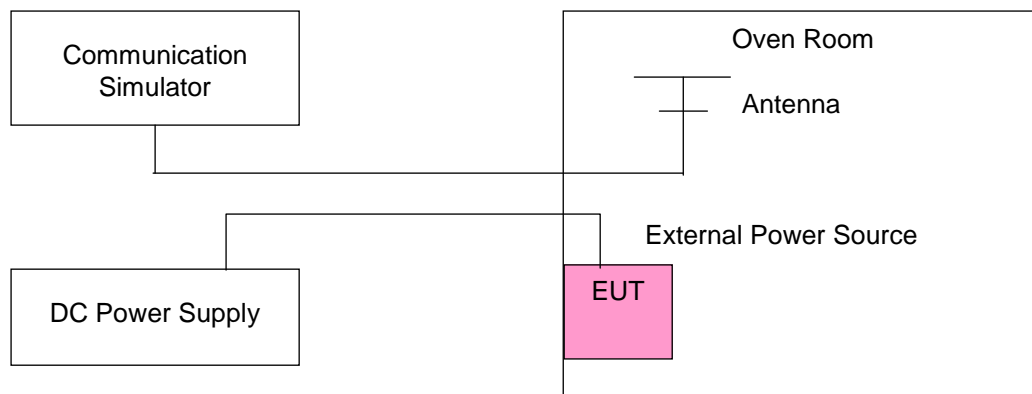 Communication
Simulator
Oven Room
Antenna
External Power Source
DC Power Supply
EUT